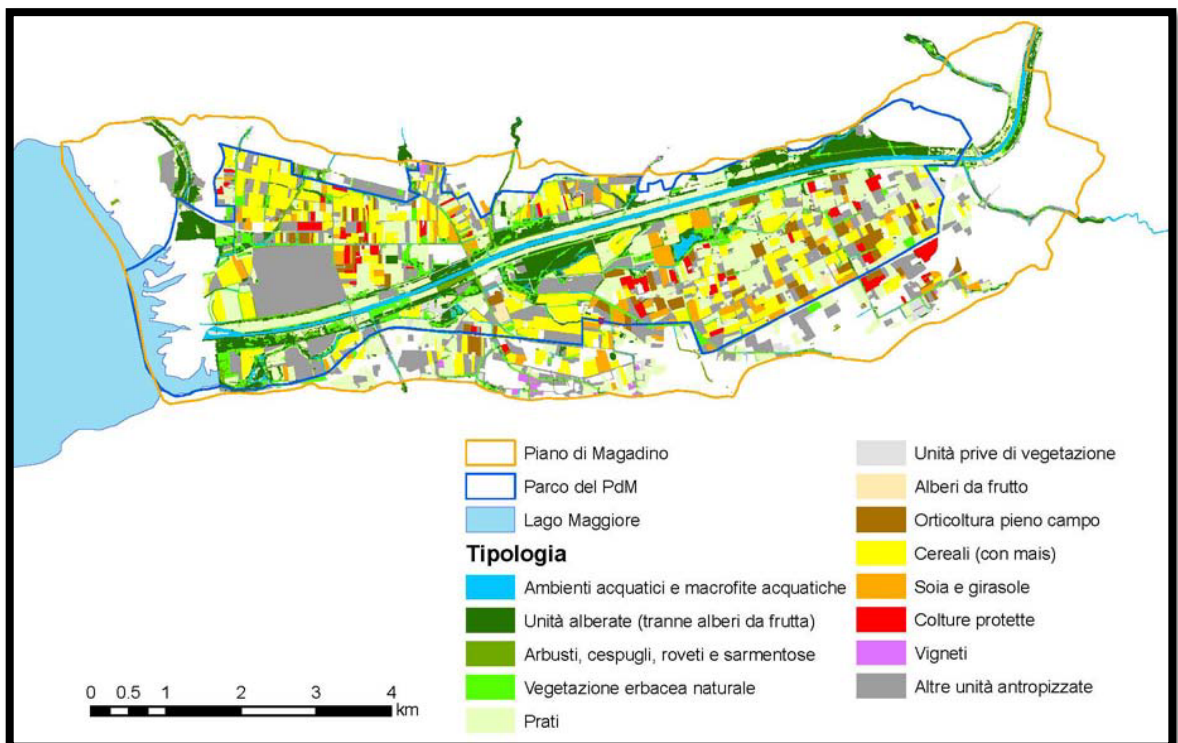 Piano di Magadino
Parco del PdM
Lago Maggiore
Tipologia
Ambienti acquatici e macrofite acquatiche
Unità alberate (tranne alberi da frutta)
Arbusti, cespugli, roveti e sarmentose
Vegetazione erbacea naturale
Prati
Unità prive di vegetazione
Alberi da frutto
Orticoltura pieno campo
Cereali (con mais)
Soia e girasole
Colture protette
Vigneti
Altre unità antropizzate
0 0.5 1 2 3 4
km